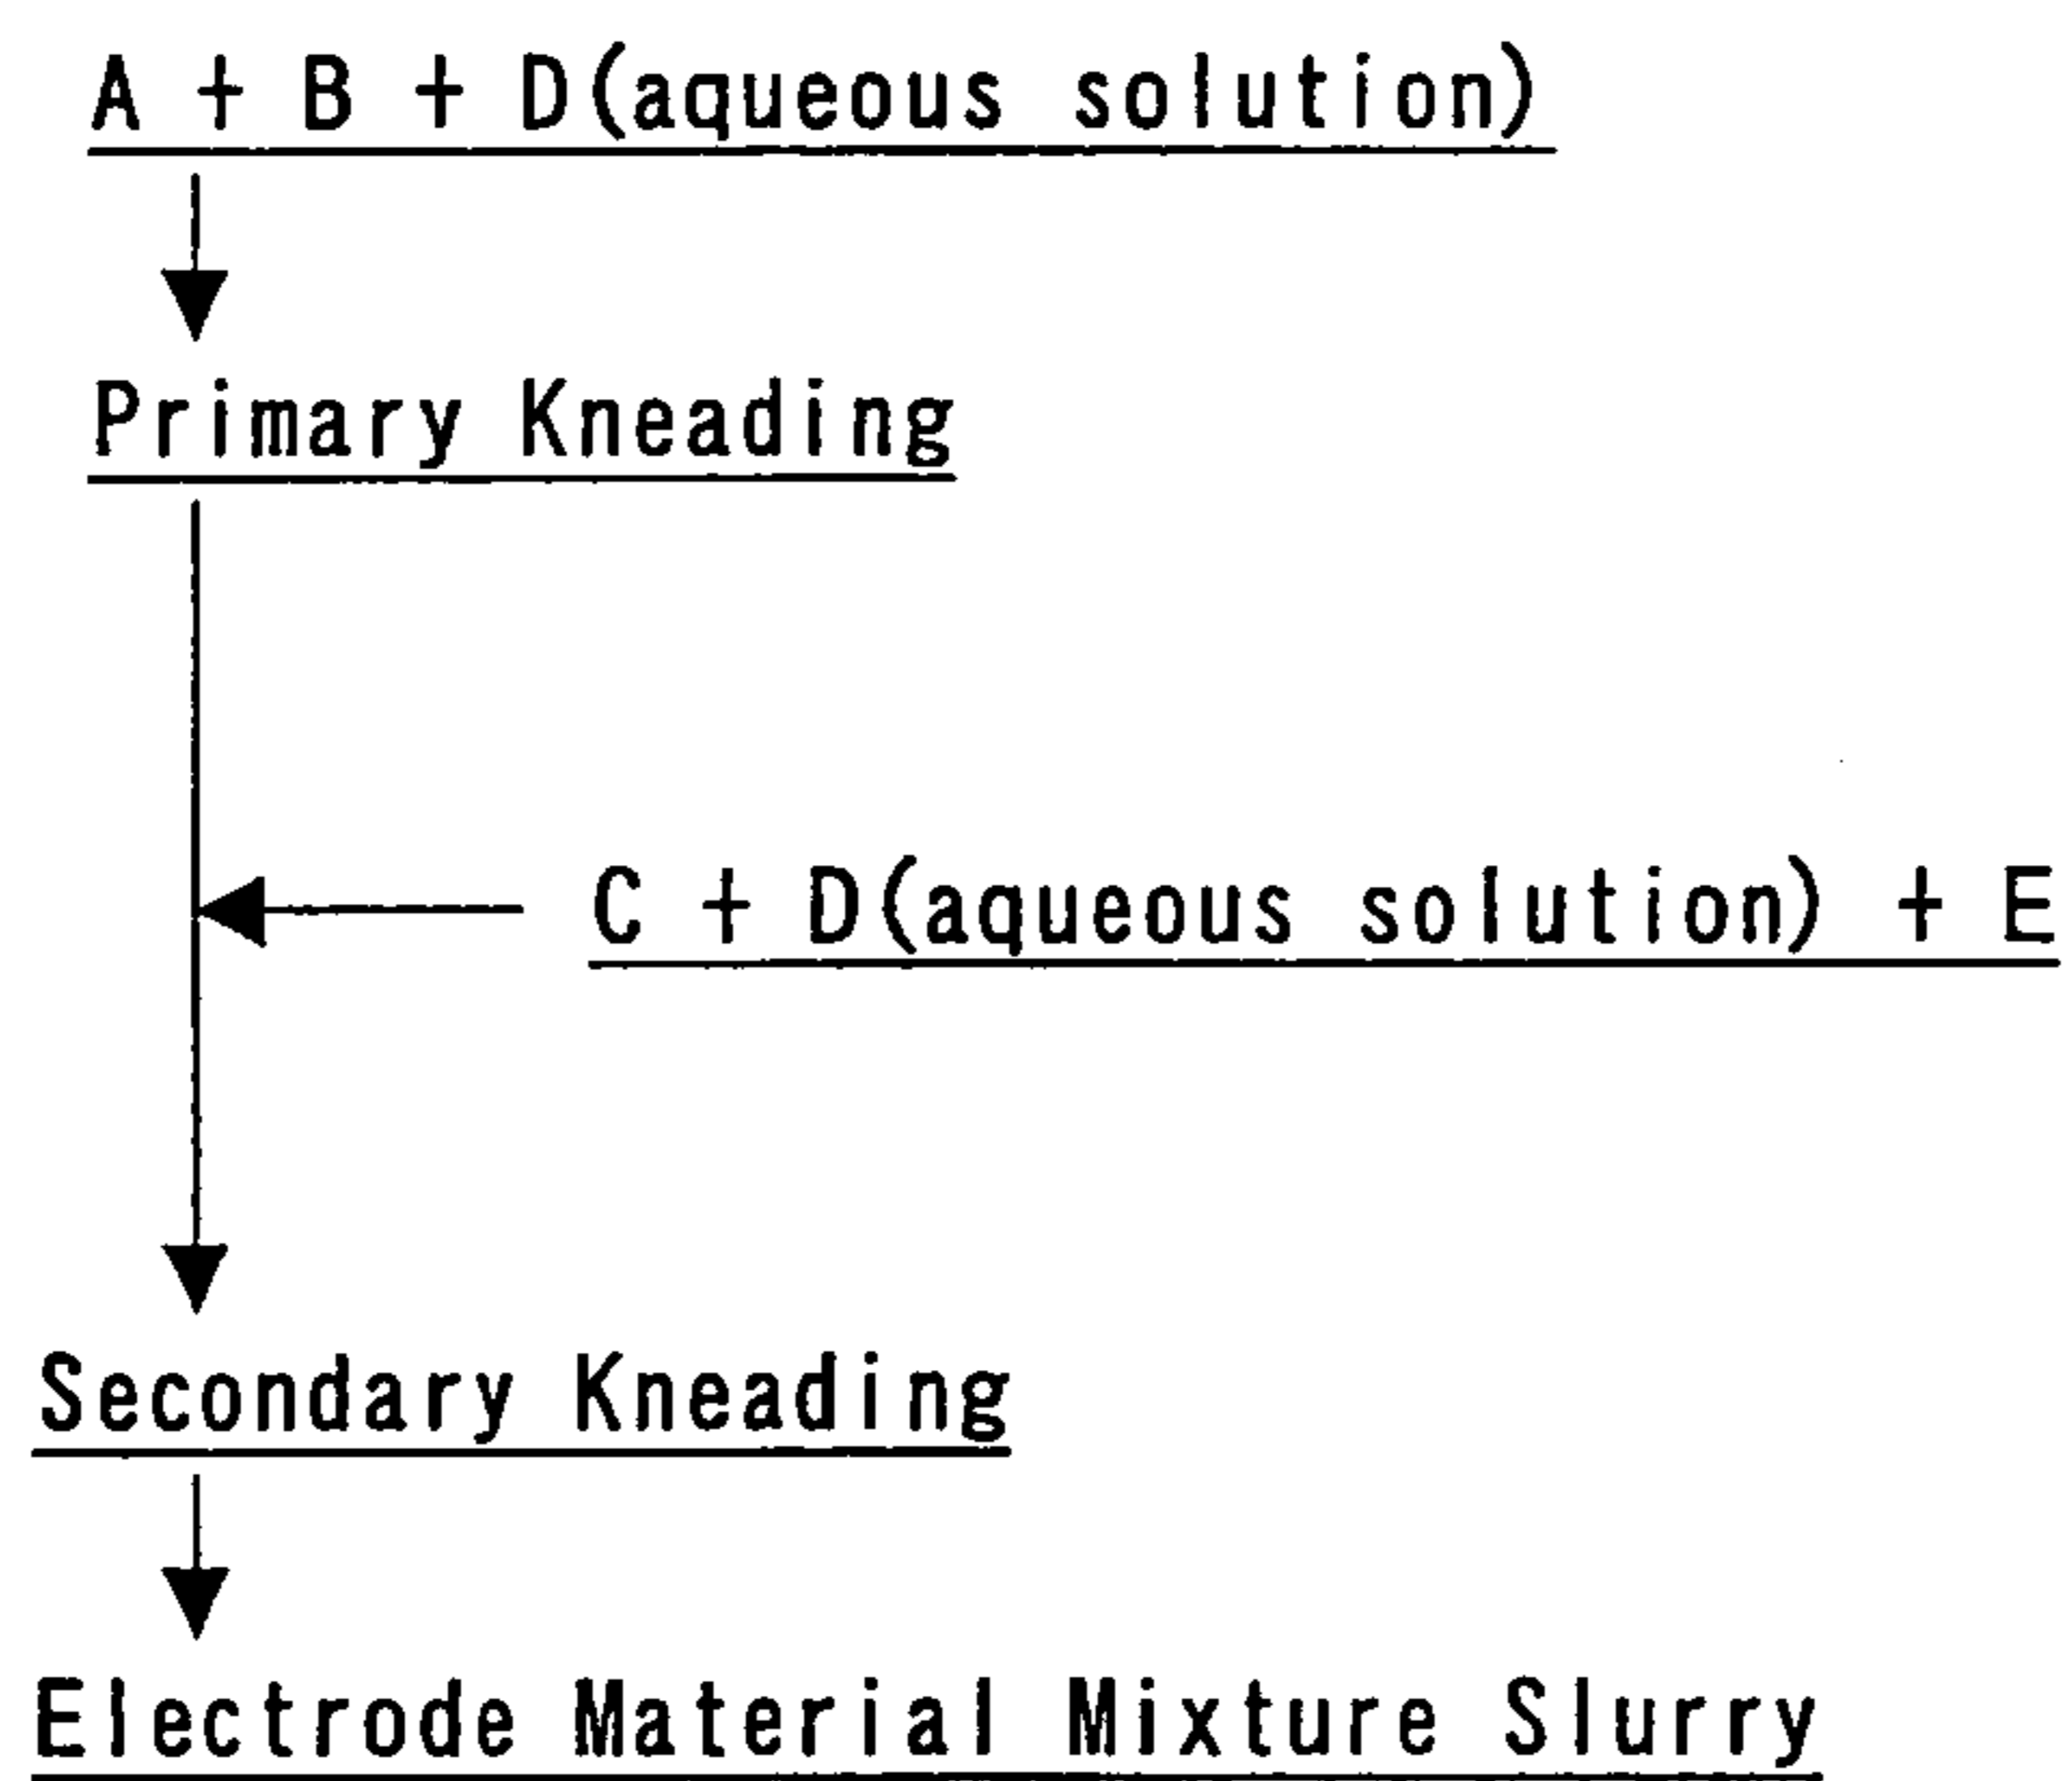 A + B + D(aqueous solution)
Primary Kneading
C + D(aqueous solution) + E
Secondary Kneading
Electrode Material Mixture Slurry